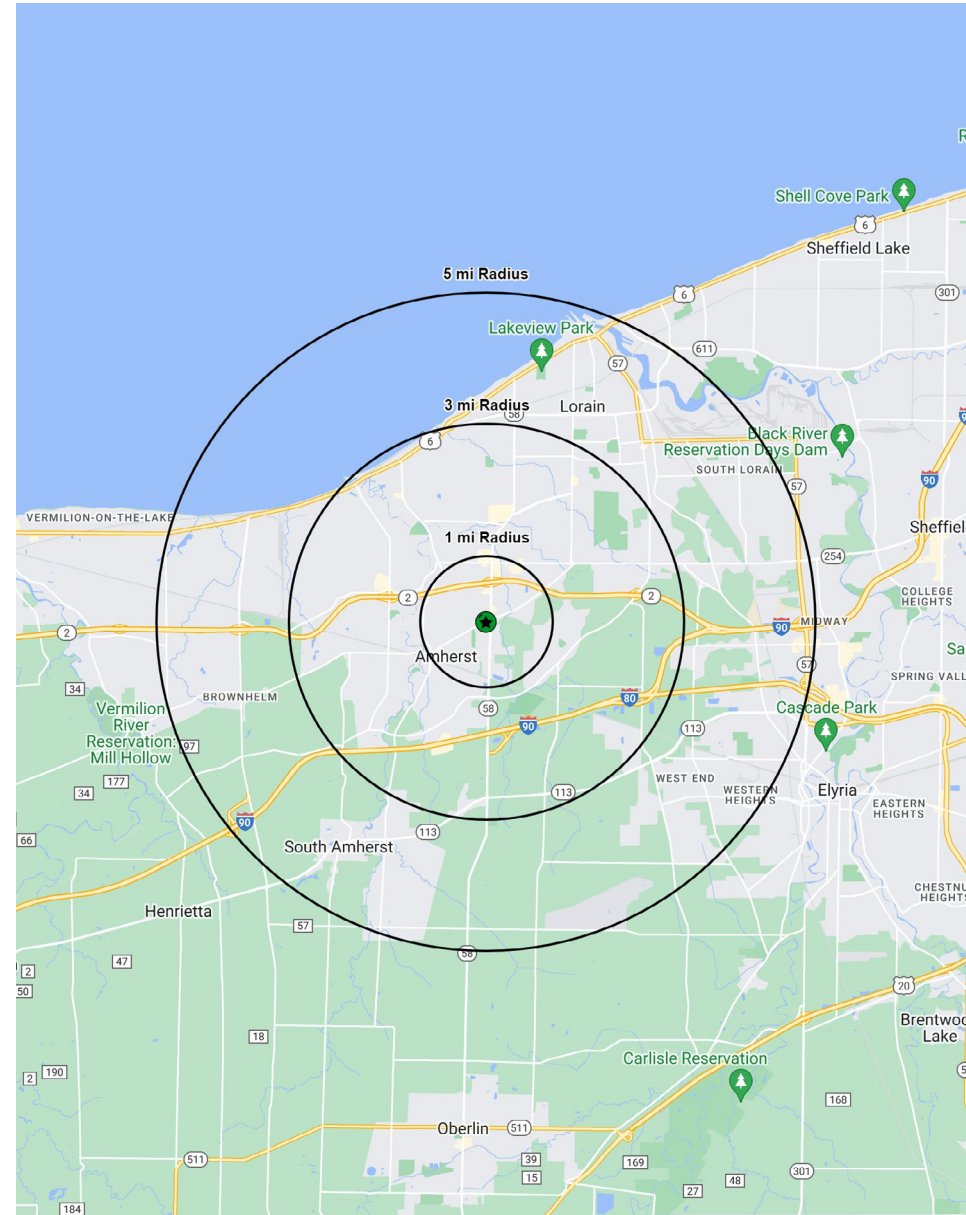 R
Shell Cove Park
6
Sheffield Lake
5 mi Radius
6
301
Lakeview Park
611
57
3 mi Radius
58
Lorain
6
Black River
Reservation Days Dam
SOUTH LORAIN
90
57
VERMILION-ON-THE-LAKE
Sheffiel
1 mi Radius
254
COLLEGE
HEIGHTS
2
2
2
90
MIDWAY
Amherst
57
Sa
SPRING VALL
34
BROWNHELM
80
58
Vermilion
River
Reservation:
Mill Hollow
97
Cascade Park
90
113
177
34
WEST END
WESTERN
HEIGHTS
Elyria
113
EASTERN
HEIGHTS
90
113
66
South Amherst
CHESTNU
HEIGHTS
Henrietta
57
58
47
2
50
20
Brentwoo
Lake
18
Carlisle Reservation
2
190
5
168
Oberlin
511
511
39
169
15
301
48
27
184